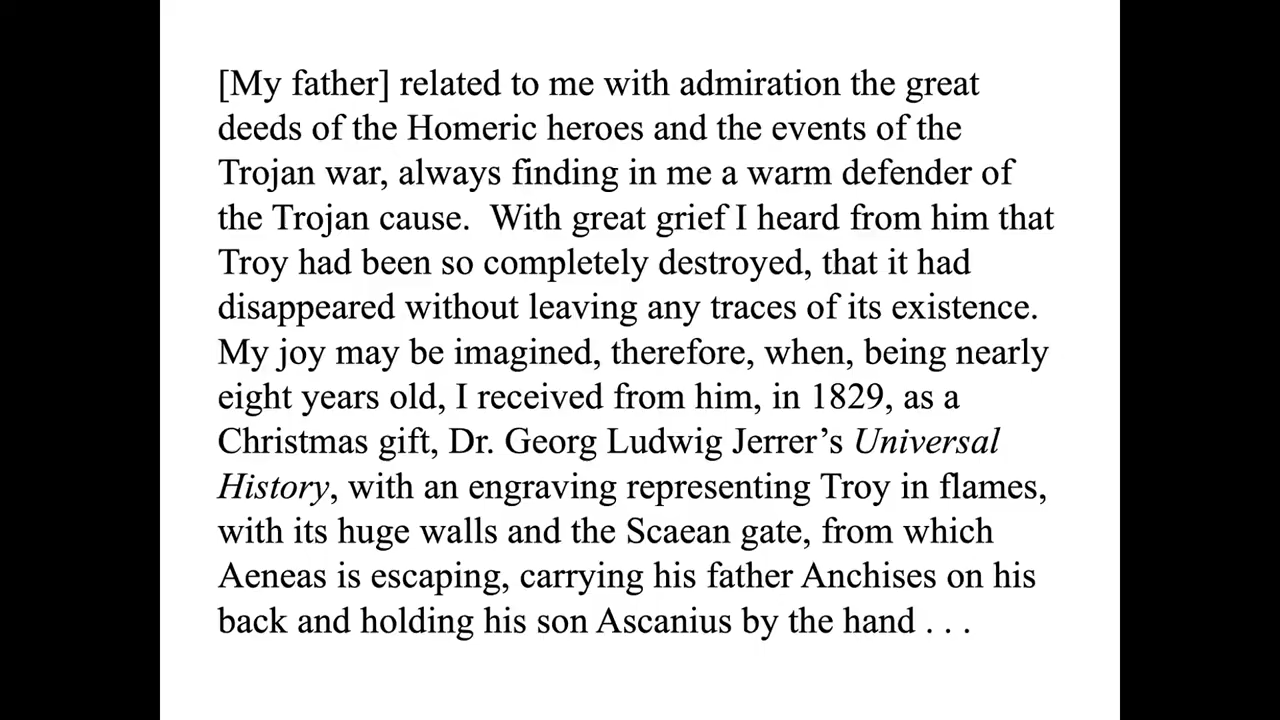 [My father] related to me with admiration the great
deeds of the Homeric heroes and the events of the
Trojan war, always finding in me a warm defender of
the Trojan cause.  With great grief I heard from him that
Troy had been so completely destroyed, that it had
disappeared without leaving any traces of its existence.
My joy may be imagined, therefore, when, being nearly
eight years old, I received from him, in 1829, as a
Christmas gift, Dr. Georg Ludwig Jerrer’s Universal
History, with an engraving representing Troy in flames,
with its huge walls and the Scaean gate, from which
Aeneas is escaping, carrying his father Anchises on his
back and holding his son Ascanius by the hand . . .